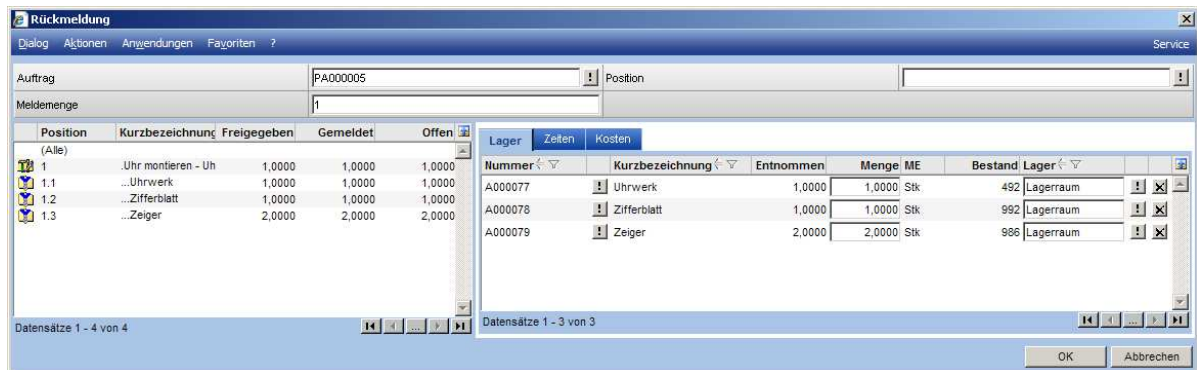 Rückmeldung
Dialog Aktionen Anwendungen Favoriten ? Service
Auftrag PA000005 ! Position !
Meldemenge 1
Position Kurzbezeichnung Freigegeben Gemeldet Offen
(Alle)
1 .Uhr montieren - Uh 1,0000 1,0000 1,0000
1.1 ...Uhrwerk 1,0000 1,0000 1,0000
1.2 ...Zifferblatt 1,0000 1,0000 1,0000
1.3 ...Zeiger 2,0000 2,0000 2,0000
Datensätze 1 - 4 von 4 ...
Lager Zeiten Kosten
Nummer Kurzbezeichnung Entnommen Menge ME Bestand Lager
A000077 ! Uhrwerk 1,0000 1,0000 Stk 492 Lagerraum !
A000078 ! Zifferblatt 1,0000 1,0000 Stk 992 Lagerraum !
A000079 ! Zeiger 2,0000 2,0000 Stk 986 Lagerraum !
Datensätze 1 - 3 von 3 ...
OK Abbrechen